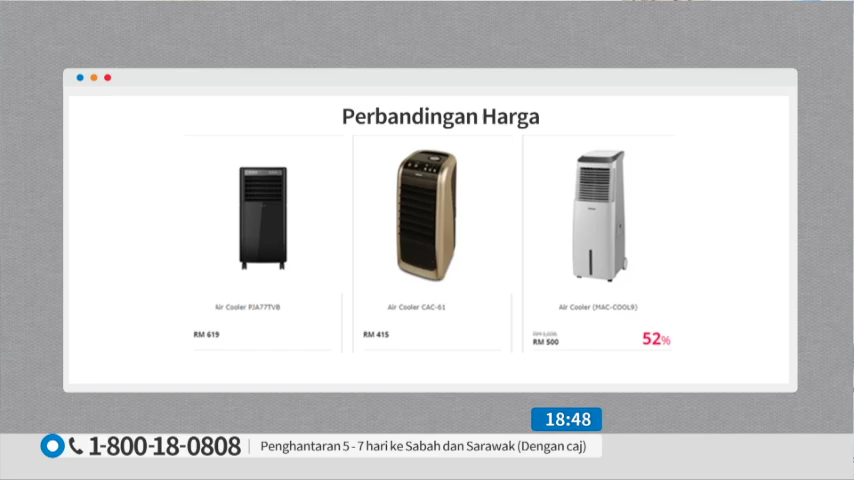 Perbandingan Harga
Air Cooler PJA77TVB
Air Cooler CAC-61
Air Cooler (MAC-COOL9)
RM 619
RM 415
RM 500
52%
18:48
1-800-18-0808
Penghantaran 5 - 7 hari ke Sabah dan Sarawak (Dengan caj)